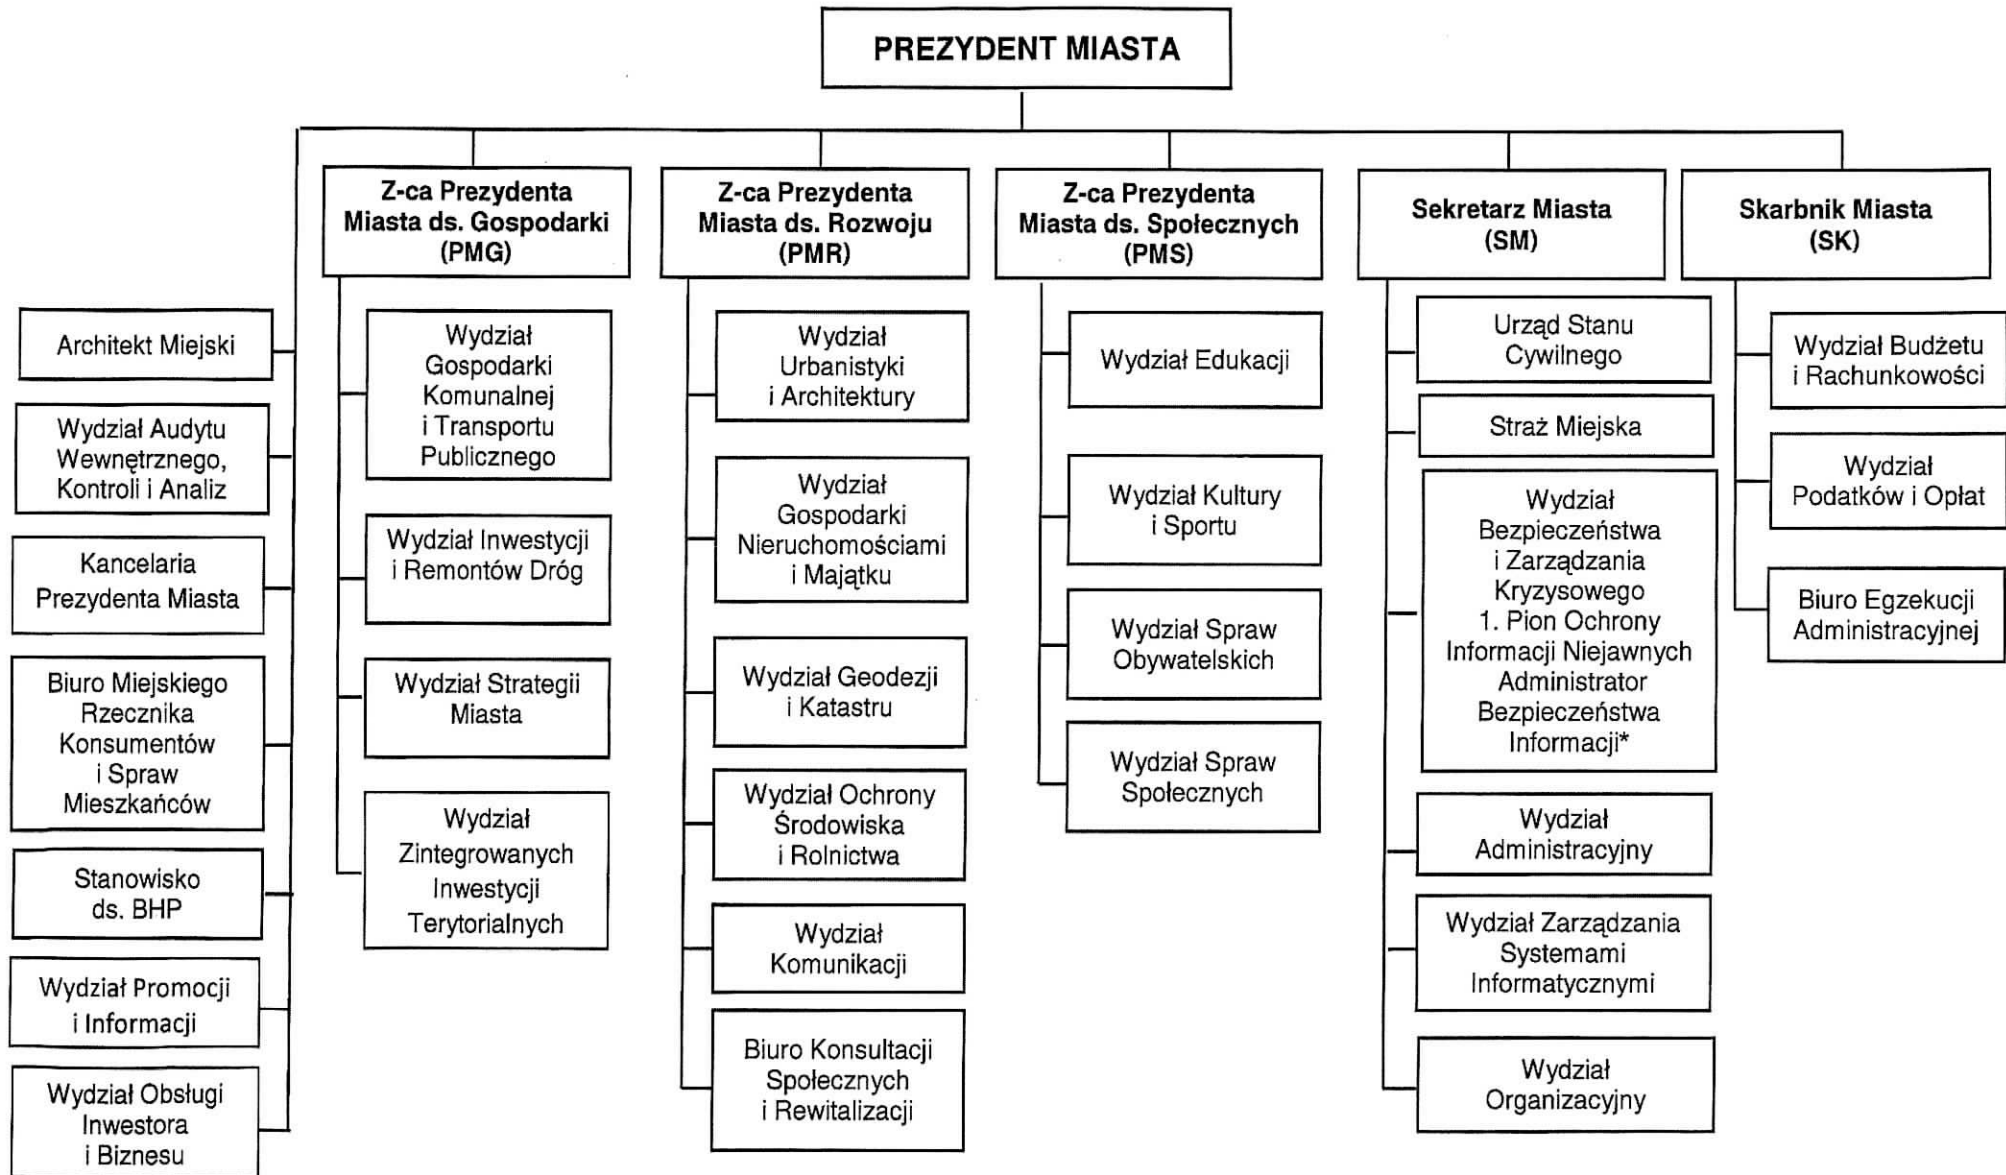 PREZYDENT MIASTA
Z-ca Prezydenta
Miasta ds. Gospodarki
(PMG)
Z-ca Prezydenta
Miasta ds. Rozwoju
(PMR)
Z-ca Prezydenta
Miasta ds. Społecznych
(PMS)
Sekretarz Miasta
(SM)
Skarbnik Miasta
(SK)
Architekt Miejski
Wydział Audytu
Wewnętrznego,
Kontroli i Analiz
Kancelaria
Prezydenta Miasta
Biuro Miejskiego
Rzecznika
Konsumentów
i Spraw
Mieszkańców
Stanowisko
ds. BHP
Wydział Promocji
i Informacji
Wydział Obsługi
Inwestora
i Biznesu
Wydział
Gospodarki
Komunalnej
i Transportu
Publicznego
Wydział Inwestycji
i Remontów Dróg
Wydział Strategii
Miasta
Wydział
Zintegrowanych
Inwestycji
Terytorialnych
Wydział
Urbanistyki
i Architektury
Wydział
Gospodarki
Nieruchomościami
i Majątku
Wydział Geodezji
i Katastru
Wydział Ochrony
Środowiska
i Rolnictwa
Wydział
Komunikacji
Biuro Konsultacji
Społecznych
i Rewitalizacji
Wydział Edukacji
Wydział Kultury
i Sportu
Wydział Spraw
Obywatelskich
Wydział Spraw
Społecznych
Urząd Stanu
Cywilnego
Straż Miejska
Wydział
Bezpieczeństwa
i Zarządzania
Kryzysowego
1. Pion Ochrony
Informacji Niejawnych
Administrator
Bezpieczeństwa
Informacji*
Wydział
Administracyjny
Wydział Zarządzania
Systemami
Informatycznymi
Wydział
Organizacyjny
Wydział Budżetu
i Rachunkowości
Wydział
Podatków i Opłat
Biuro Egzekucji
Administracyjnej